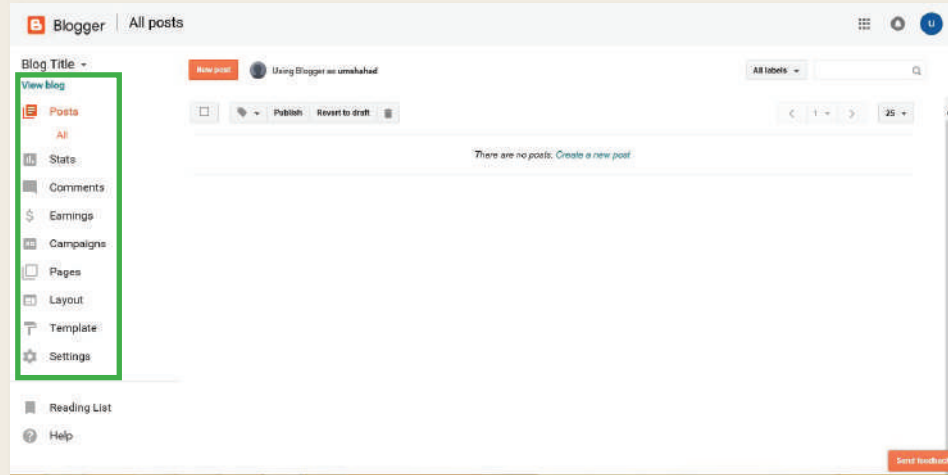 Blogger All posts
U
Blog Title
View blog
New post Using Blogger as umshahad All labels
Posts
All
Publish Revert to draft 1 25
There are no posts. Create a new post
Stats
Comments
Earnings
Campaigns
Pages
Layout
Template
Settings
Reading List
Help
Send feedback